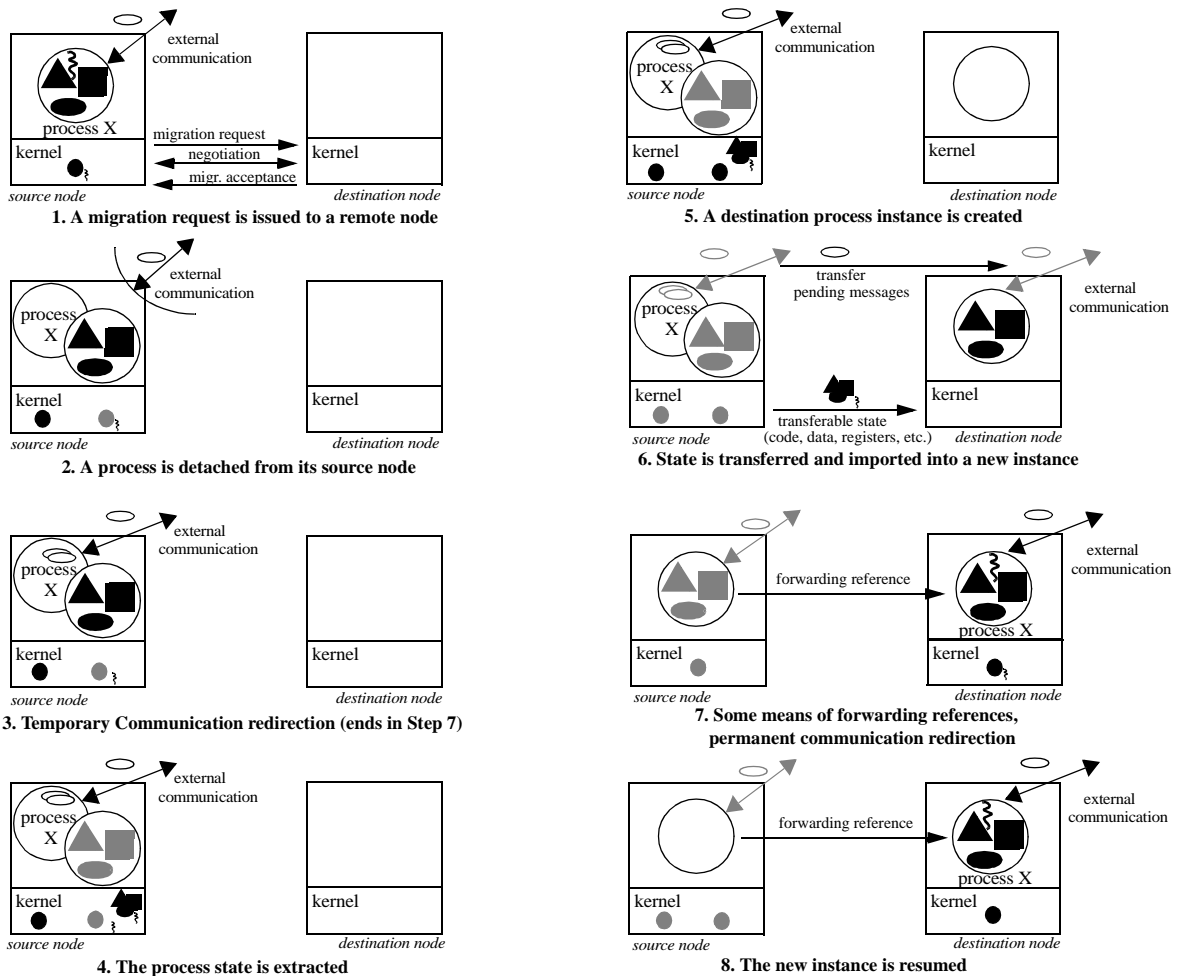 external
communication
process X
kernel
migration request
negotiation
migr. acceptance
kernel
source node
destination node
1. A migration request is issued to a remote node
external
communication
process
X
kernel
kernel
source node
destination node
2. A process is detached from its source node
external
communication
process
X
kernel
kernel
source node
destination node
3. Temporary Communication redirection (ends in Step 7)
external
communication
process
X
kernel
kernel
source node
destination node
4. The process state is extracted
external
communication
process
X
kernel
kernel
source node
destination node
5. A destination process instance is created
transfer
pending messages
external
communication
process
X
kernel
kernel
transferable state
(code, data, registers, etc.)
source node
destination node
6. State is transferred and imported into a new instance
external
communication
forwarding reference
process X
kernel
kernel
source node
destination node
7. Some means of forwarding references,
permanent communication redirection
external
communication
forwarding reference
process X
kernel
kernel
source node
destination node
8. The new instance is resumed